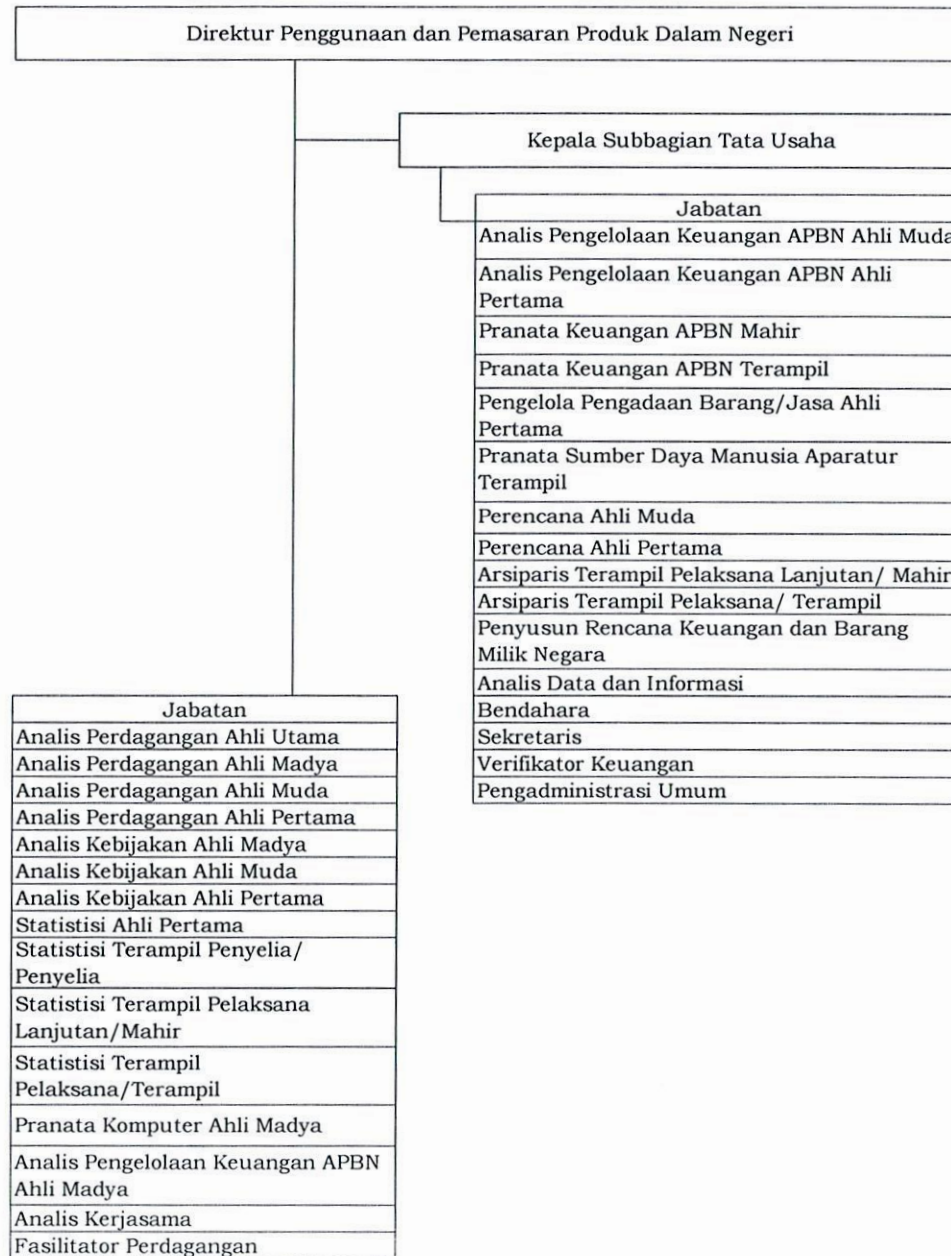 Direktur Penggunaan dan Pemasaran Produk Dalam Negeri
Kepala Subbagian Tata Usaha
Jabatan
Analis Pengelolaan Keuangan APBN Ahli Muda
Analis Pengelolaan Keuangan APBN Ahli
Pertama
Pranata Keuangan APBN Mahir
Pranata Keuangan APBN Terampil
Pengelola Pengadaan Barang/Jasa Ahli
Pertama
Pranata Sumber Daya Manusia Aparatur
Terampil
Perencana Ahli Muda
Perencana Ahli Pertama
Arsiparis Terampil Pelaksana Lanjutan/ Mahir
Arsiparis Terampil Pelaksana/ Terampil
Penyusun Rencana Keuangan dan Barang
Milik Negara
Analis Data dan Informasi
Bendahara
Sekretaris
Verifikator Keuangan
Pengadministrasi Umum
Jabatan
Analis Perdagangan Ahli Utama
Analis Perdagangan Ahli Madya
Analis Perdagangan Ahli Muda
Analis Perdagangan Ahli Pertama
Analis Kebijakan Ahli Madya
Analis Kebijakan Ahli Muda
Analis Kebijakan Ahli Pertama
Statistisi Ahli Pertama
Statistisi Terampil Penyelia/
Penyelia
Statistisi Terampil Pelaksana
Lanjutan/Mahir
Statistisi Terampil
Pelaksana/Terampil
Pranata Komputer Ahli Madya
Analis Pengelolaan Keuangan APBN
Ahli Madya
Analis Kerjasama
Fasilitator Perdagangan